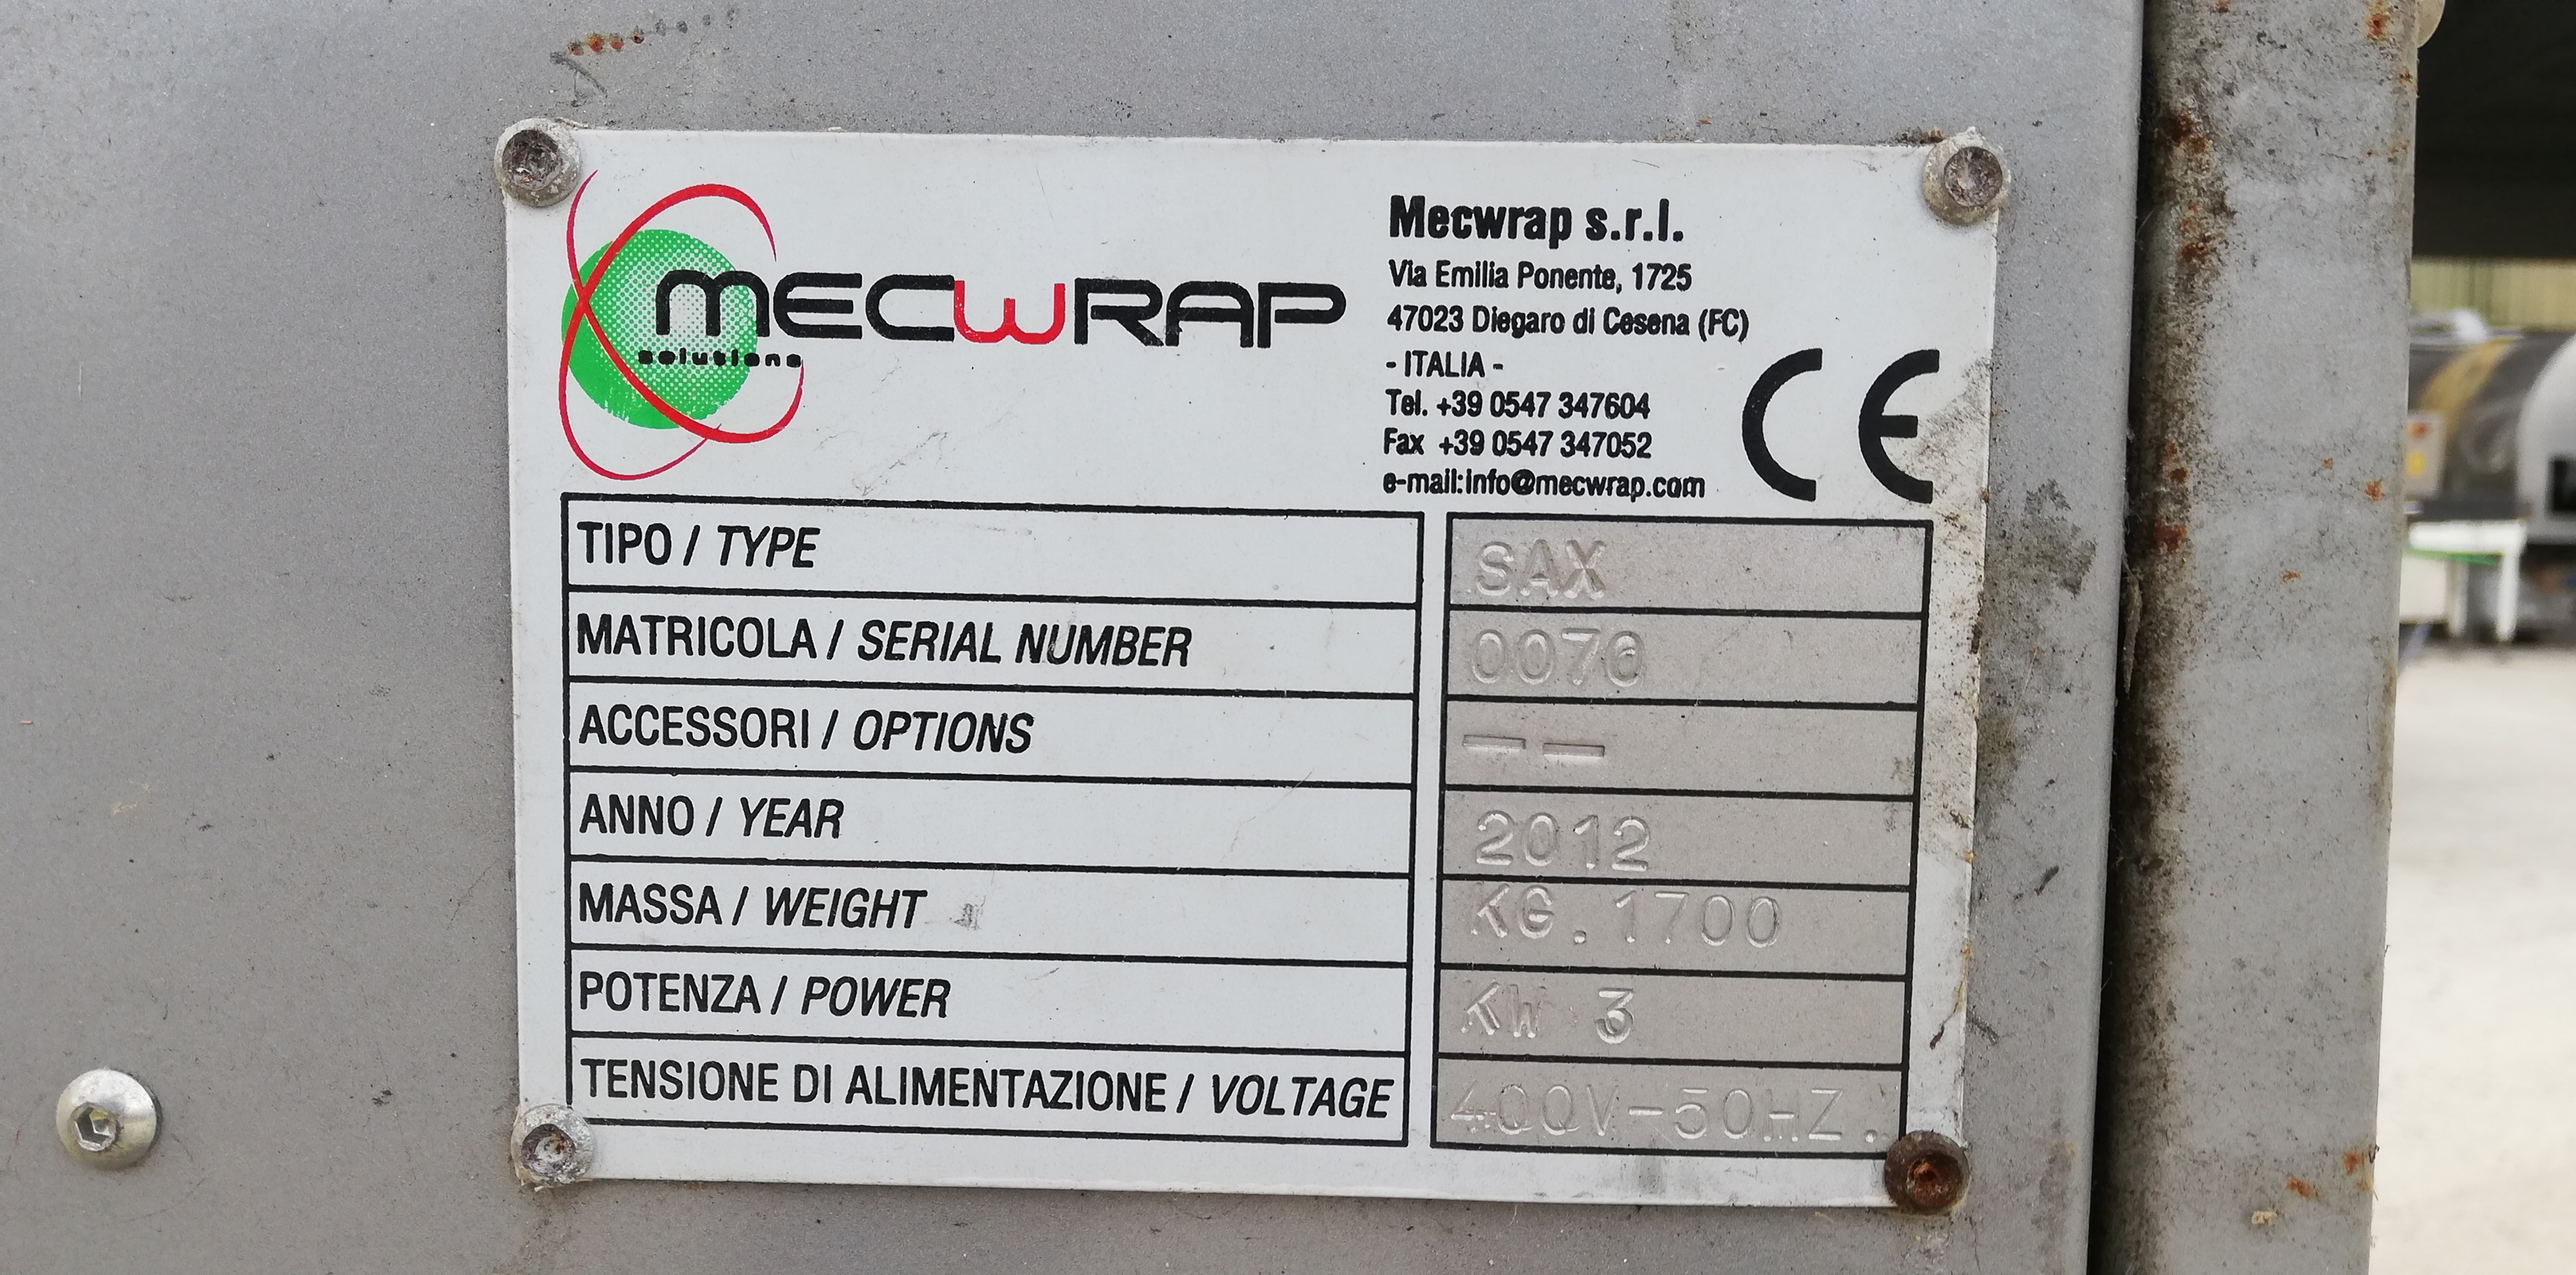 mecwrap
solutions
Mecwrap s.r.l.
Via Emilia Ponente, 1725
47023 Diegaro di Cesena (FC)
- ITALIA -
Tel. +39 0547 347604
Fax +39 0547 347052
e-mail:info@mecwrap.com
CE
TIPO / TYPE SAX
MATRICOLA / SERIAL NUMBER
ACCESSORI / OPTIONS — —
ANNO / YEAR 2012
MASSA / WEIGHT KG.1700
POTENZA / POWER KW 3
TENSIONE DI ALIMENTAZIONE / VOLTAGE 400V-50HZ.